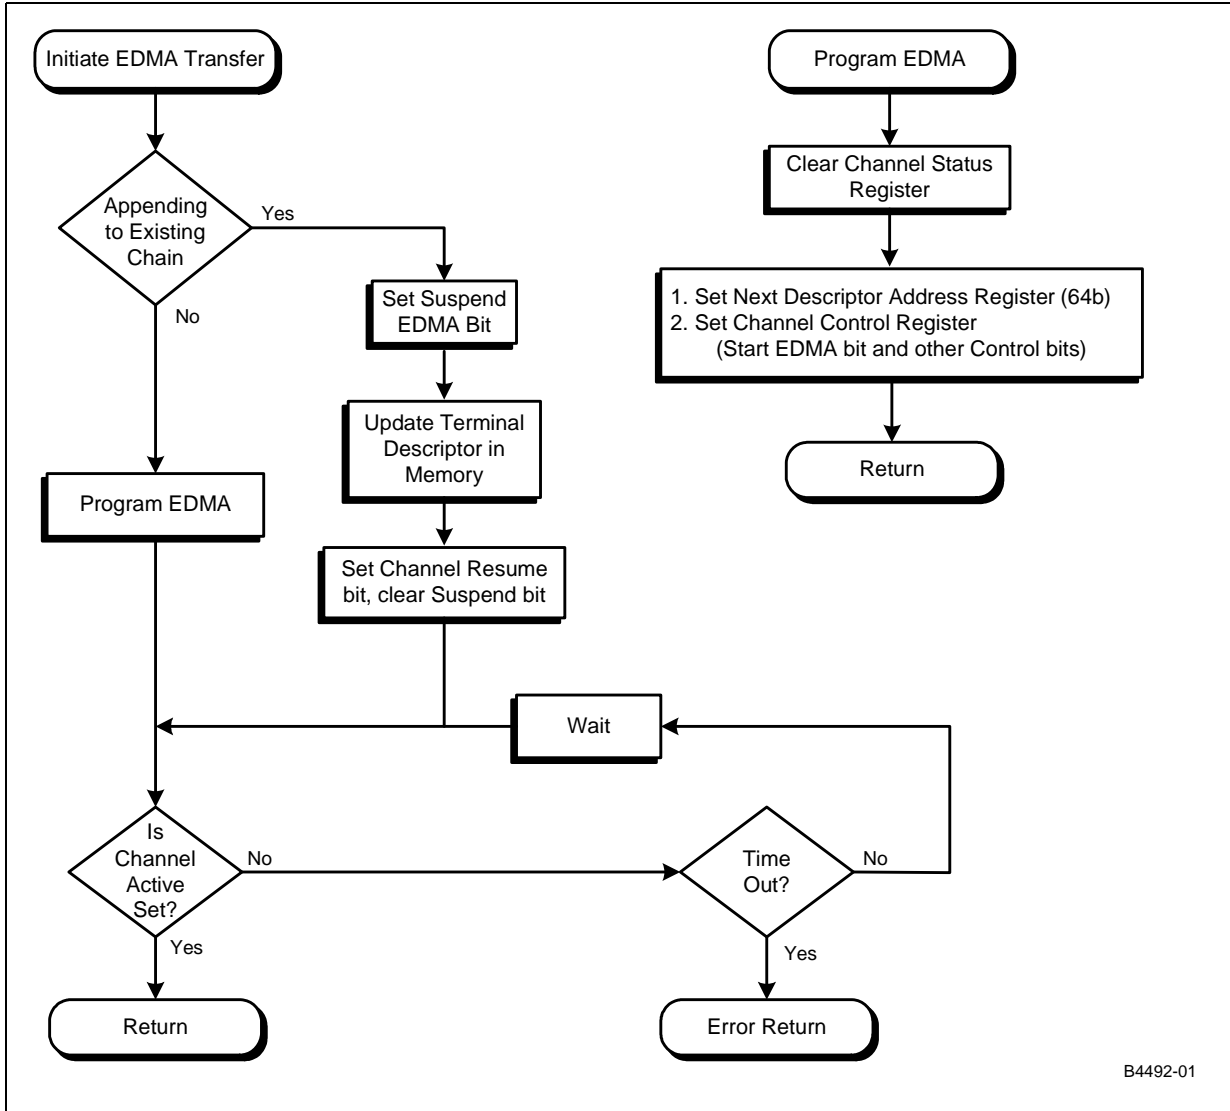 Initiate EDMA Transfer
Appending
to Existing
Chain
Yes
No
Set Suspend
EDMA Bit
Update Terminal
Descriptor in
Memory
Program EDMA
Set Channel Resume
bit, clear Suspend bit
Wait
Is
Channel
Active
Set?
No
Yes
Time
Out?
No
Yes
Return
Error Return
Program EDMA
Clear Channel Status
Register
1. Set Next Descriptor Address Register (64b)
2. Set Channel Control Register
(Start EDMA bit and other Control bits)
Return
B4492-01